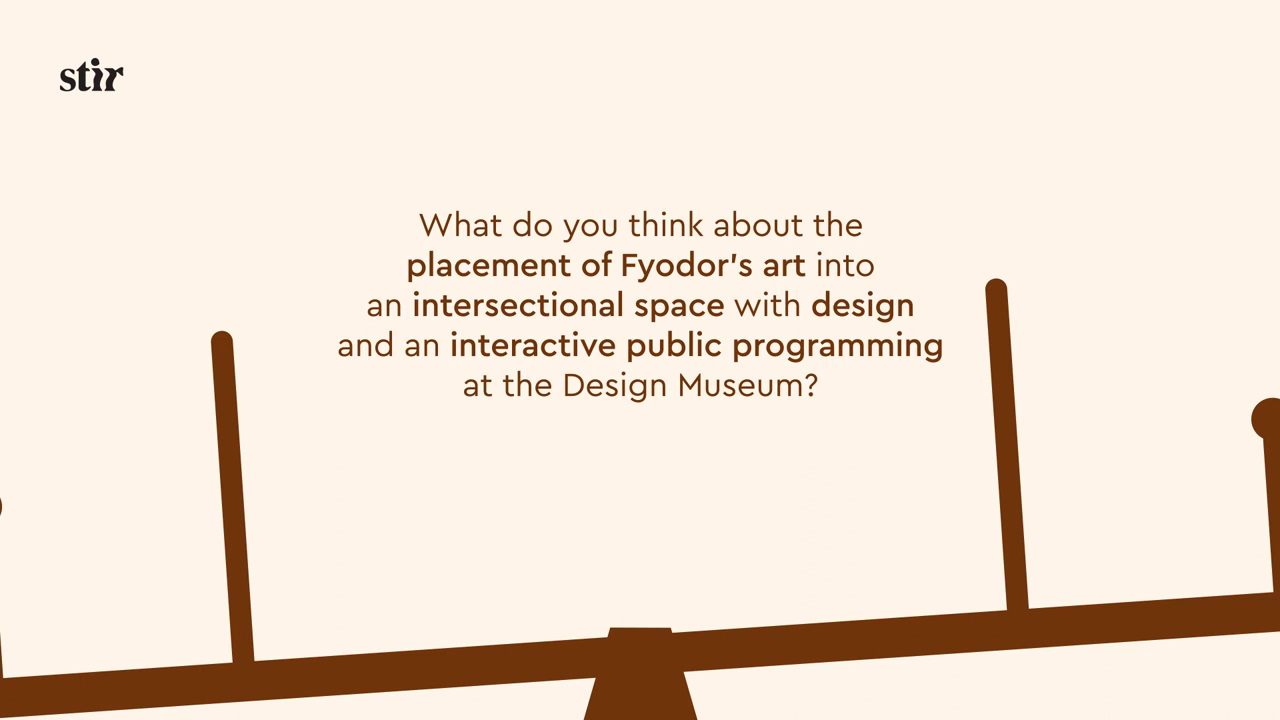 stir
What do you think about the
placement of Fyodor's art into
an intersectional space with design
and an interactive public programming
at the Design Museum?